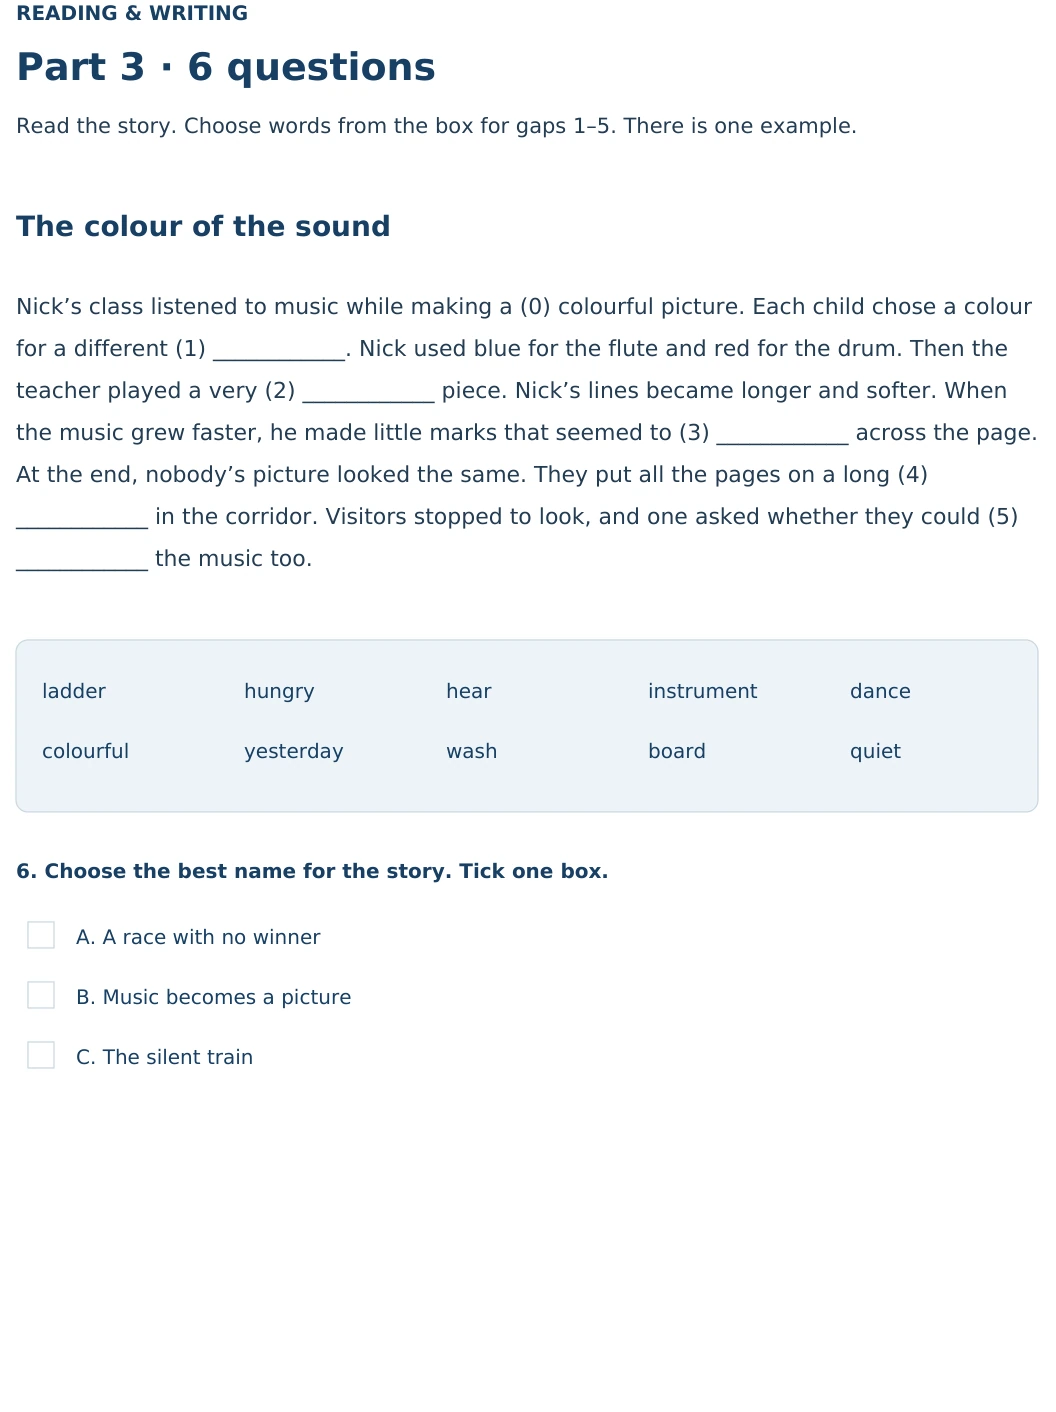 READING & WRITING
Part 3 · 6 questions
Read the story. Choose words from the box for gaps 1–5. There is one example.
The colour of the sound
Nick’s class listened to music while making a (0) colourful picture. Each child chose a colour
for a different (1) ____________. Nick used blue for the flute and red for the drum. Then the
teacher played a very (2) ____________ piece. Nick’s lines became longer and softer. When
the music grew faster, he made little marks that seemed to (3) ____________ across the page.
At the end, nobody’s picture looked the same. They put all the pages on a long (4)
____________ in the corridor. Visitors stopped to look, and one asked whether they could (5)
____________ the music too.
ladder hungry hear instrument dance
colourful yesterday wash board quiet
6. Choose the best name for the story. Tick one box.
A. A race with no winner
B. Music becomes a picture
C. The silent train